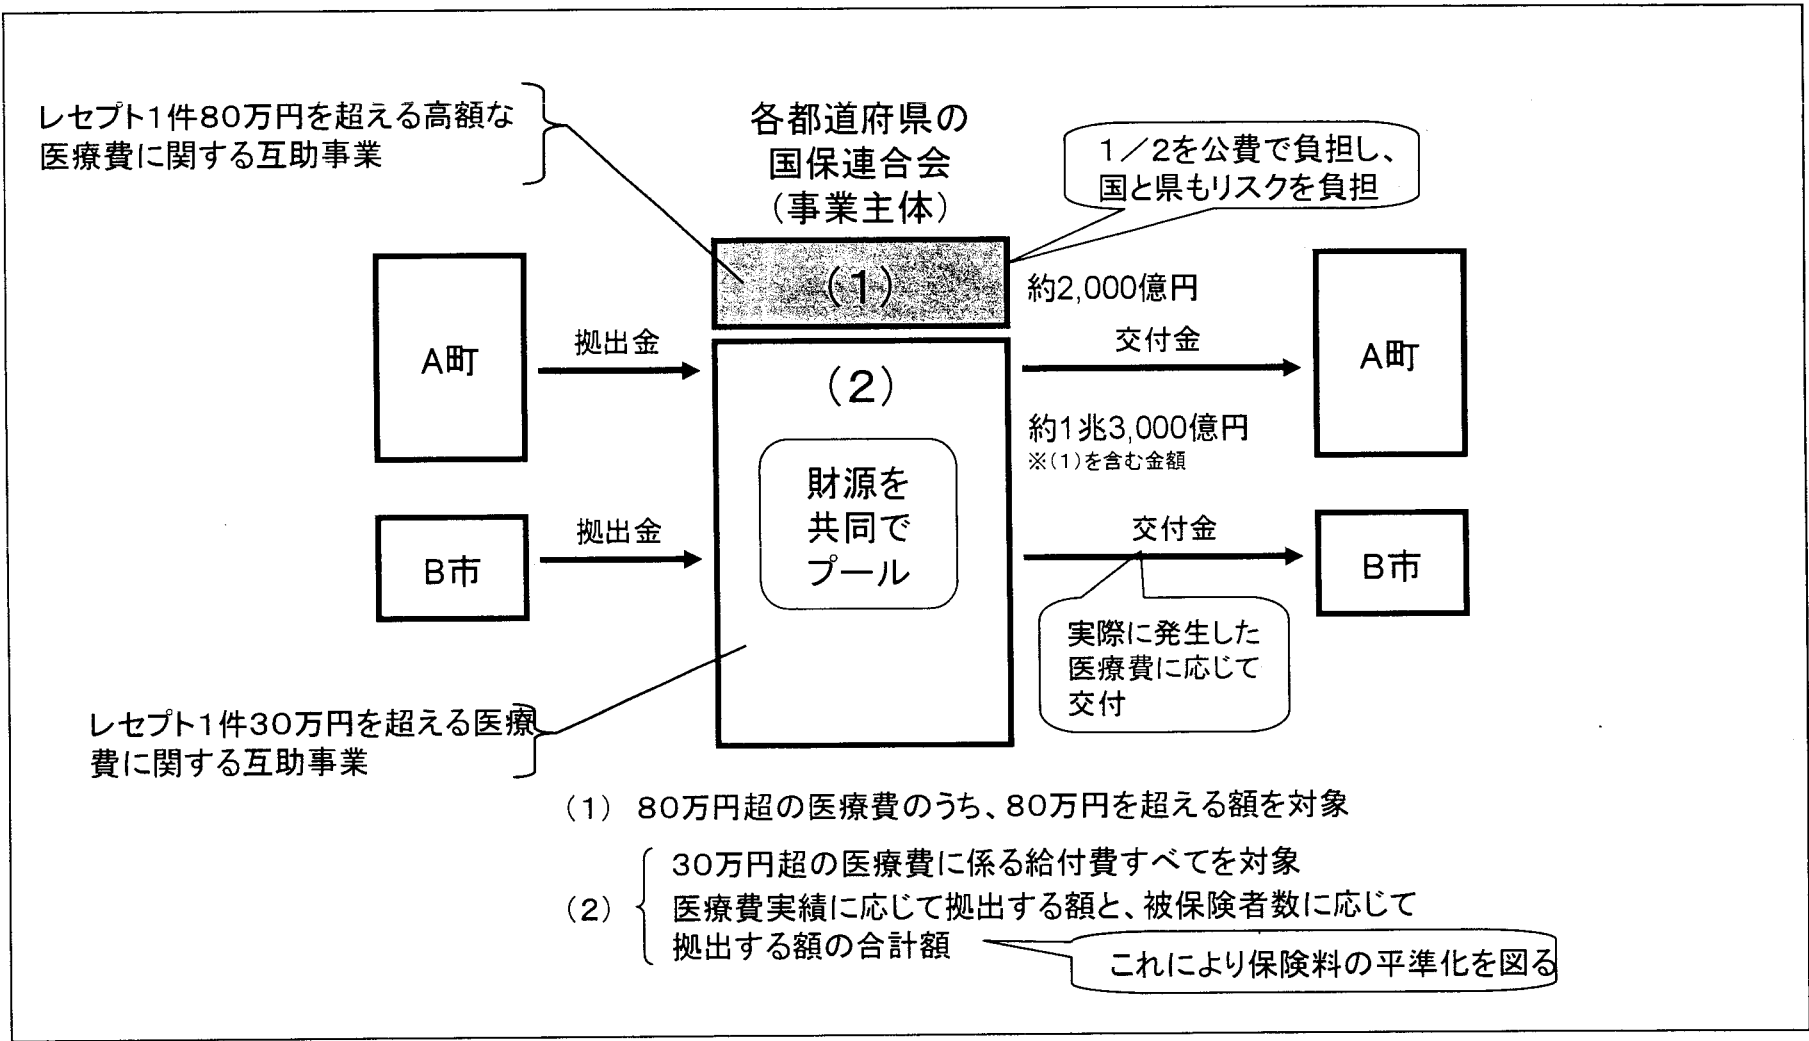 レセプト1件80万円を超える高額な
医療費に関する互助事業
各都道府県の
国保連合会
（事業主体）
1／2を公費で負担し、
国と県もリスクを負担
（1）
約2,000億円
A町
拠出金
交付金
A町
（2）
約1兆3,000億円
※(1)を含む金額
財源を
共同で
プール
B市
拠出金
交付金
B市
実際に発生した
医療費に応じて
交付
レセプト1件30万円を超える医療
費に関する互助事業
（1） 80万円超の医療費のうち、80万円を超える額を対象
30万円超の医療費に係る給付費すべてを対象
（2）
医療費実績に応じて拠出する額と、被保険者数に応じて
拠出する額の合計額
これにより保険料の平準化を図る